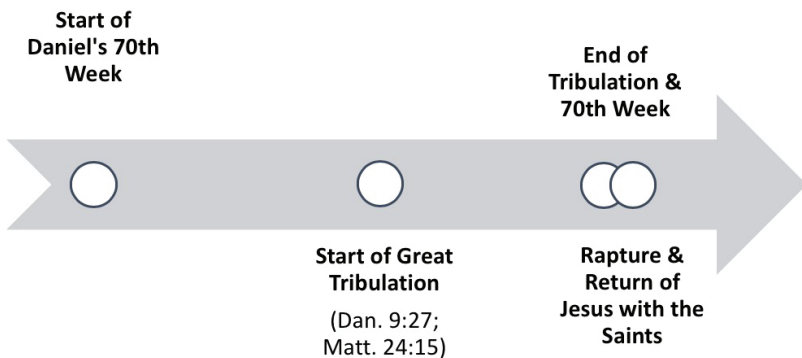 Start of
Daniel's 70th
Week
Start of Great
Tribulation
(Dan. 9:27;
Matt. 24:15)
End of
Tribulation &
70th Week
Rapture &
Return of
Jesus with the
Saints